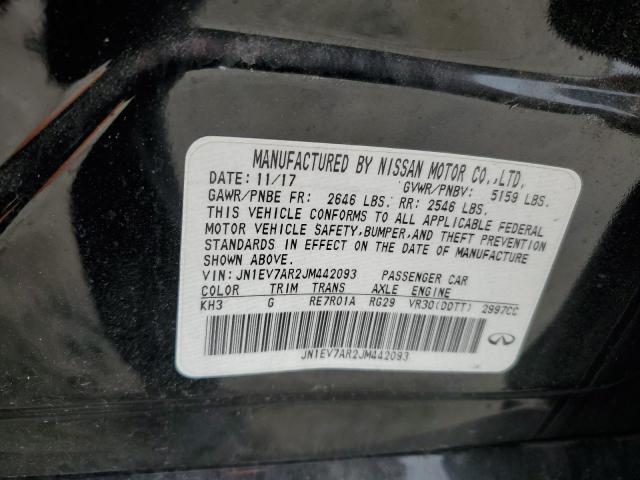 MANUFACTURED BY NISSAN MOTOR CO.,LTD.
DATE: 11/17 GVWR/PNBV: 5159 LBS.
GAWR/PNBE FR: 2646 LBS. RR: 2546 LBS.
THIS VEHICLE CONFORMS TO ALL APPLICABLE FEDERAL
MOTOR VEHICLE SAFETY,BUMPER,AND THEFT PREVENTION
STANDARDS IN EFFECT ON THE DATE OF MANUFACTURE
SHOWN ABOVE.
VIN: JN1EV7AR2JM442093 PASSENGER CAR
COLOR TRIM TRANS AXLE ENGINE
KH3 G RE7R01A RG29 VR30(DDTT) 2997CC
JN1EV7AR2JM442093